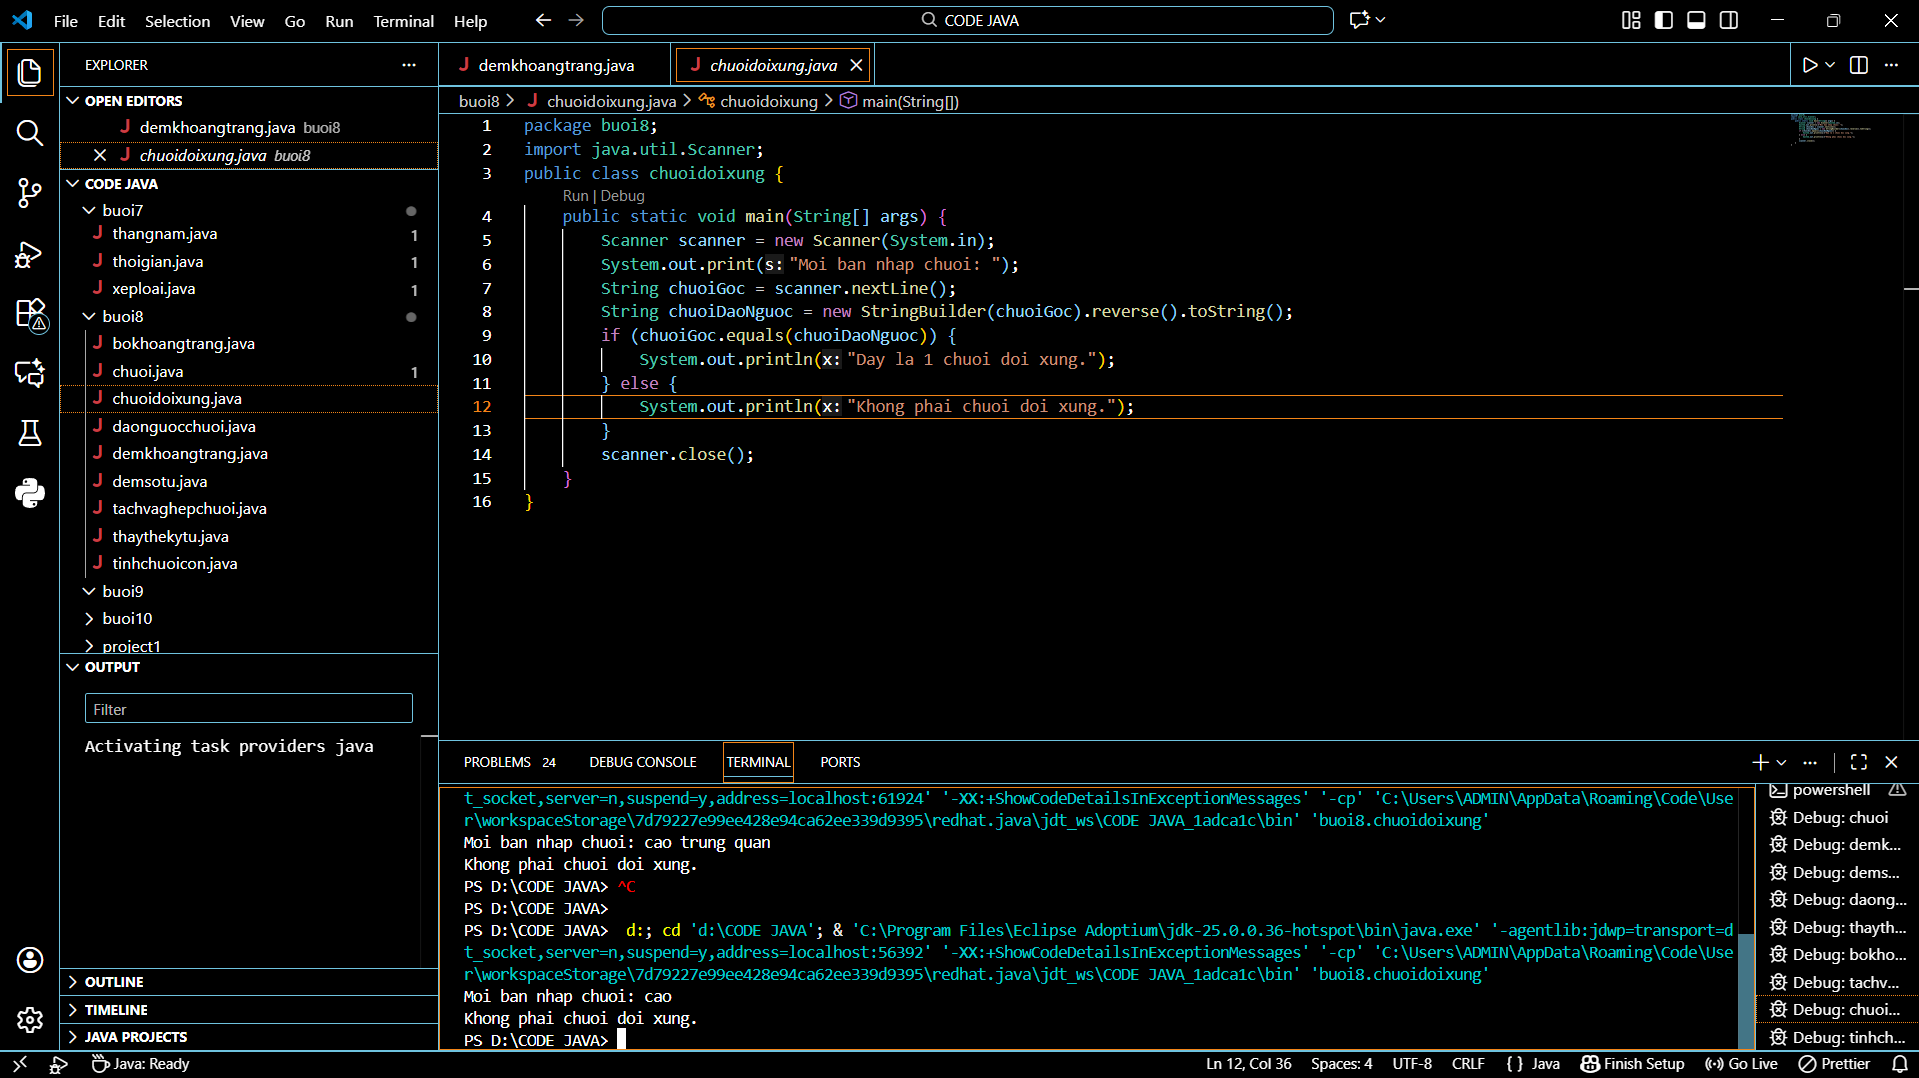 File Edit Selection View Go Run Terminal Help
CODE JAVA
EXPLORER
OPEN EDITORS
demkhoangtrang.java buoi8
chuoidoixung.java buoi8
CODE JAVA
buoi7
thangnam.java 1
thoigian.java 1
xeploai.java 1
buoi8
bokhoangtrang.java
chuoi.java 1
chuoidoixung.java
daonguocchuoi.java
demkhoangtrang.java
demsotu.java
tachvaghepchuoi.java
thaythekytu.java
tinhchuoicon.java
buoi9
buoi10
project1
OUTPUT
Filter
Activating task providers java
OUTLINE
TIMELINE
JAVA PROJECTS
demkhoangtrang.java
chuoidoixung.java
buoi8 > chuoidoixung.java > chuoidoixung > main(String[])
1 package buoi8;
2 import java.util.Scanner;
3 public class chuoidoixung {
Run | Debug
4 public static void main(String[] args) {
5 Scanner scanner = new Scanner(System.in);
6 System.out.print(s: "Moi ban nhap chuoi: ");
7 String chuoiGoc = scanner.nextLine();
8 String chuoiDaoNguoc = new StringBuilder(chuoiGoc).reverse().toString();
9 if (chuoiGoc.equals(chuoiDaoNguoc)) {
10 System.out.println(x: "Day la 1 chuoi doi xung.");
11 } else {
12 System.out.println(x: "Khong phai chuoi doi xung.");
13 }
14 scanner.close();
15 }
16 }
PROBLEMS 24 DEBUG CONSOLE TERMINAL PORTS
t_socket,server=n,suspend=y,address=localhost:61924' '-XX:+ShowCodeDetailsInExceptionMessages' '-cp' 'C:\Users\ADMIN\AppData\Roaming\Code\Use
r\workspaceStorage\7d79227e99ee428e94ca62ee339d9395\redhat.java\jdt_ws\CODE JAVA_1adca1c\bin' 'buoi8.chuoidoixung'
Moi ban nhap chuoi: cao trung quan
Khong phai chuoi doi xung.
PS D:\CODE JAVA> ^C
PS D:\CODE JAVA>
PS D:\CODE JAVA> d:; cd 'd:\CODE JAVA'; & 'C:\Program Files\Eclipse Adoptium\jdk-25.0.0.36-hotspot\bin\java.exe' '-agentlib:jdwp=transport=d
t_socket,server=n,suspend=y,address=localhost:56392' '-XX:+ShowCodeDetailsInExceptionMessages' '-cp' 'C:\Users\ADMIN\AppData\Roaming\Code\Use
r\workspaceStorage\7d79227e99ee428e94ca62ee339d9395\redhat.java\jdt_ws\CODE JAVA_1adca1c\bin' 'buoi8.chuoidoixung'
Moi ban nhap chuoi: cao
Khong phai chuoi doi xung.
PS D:\CODE JAVA>
powershell
Debug: chuoi
Debug: demk...
Debug: dems...
Debug: daong...
Debug: thayth...
Debug: bokho...
Debug: tachv...
Debug: chuoi...
Debug: tinhch...
Java: Ready
Ln 12, Col 36 Spaces: 4 UTF-8 CRLF { } Java Finish Setup Go Live Prettier